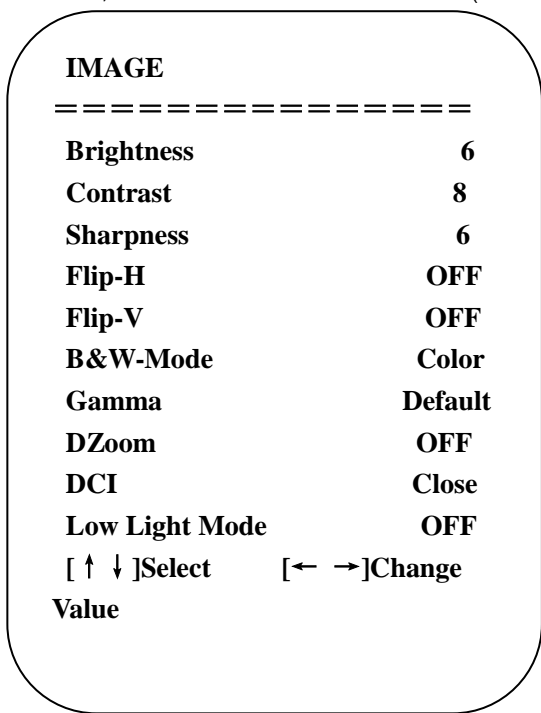 IMAGE
================
Brightness 6
Contrast 8
Sharpness 6
Flip-H OFF
Flip-V OFF
B&W-Mode Color
Gamma Default
DZoom OFF
DCI Close
Low Light Mode OFF
[↑ ↓]Select [← →]Change
Value